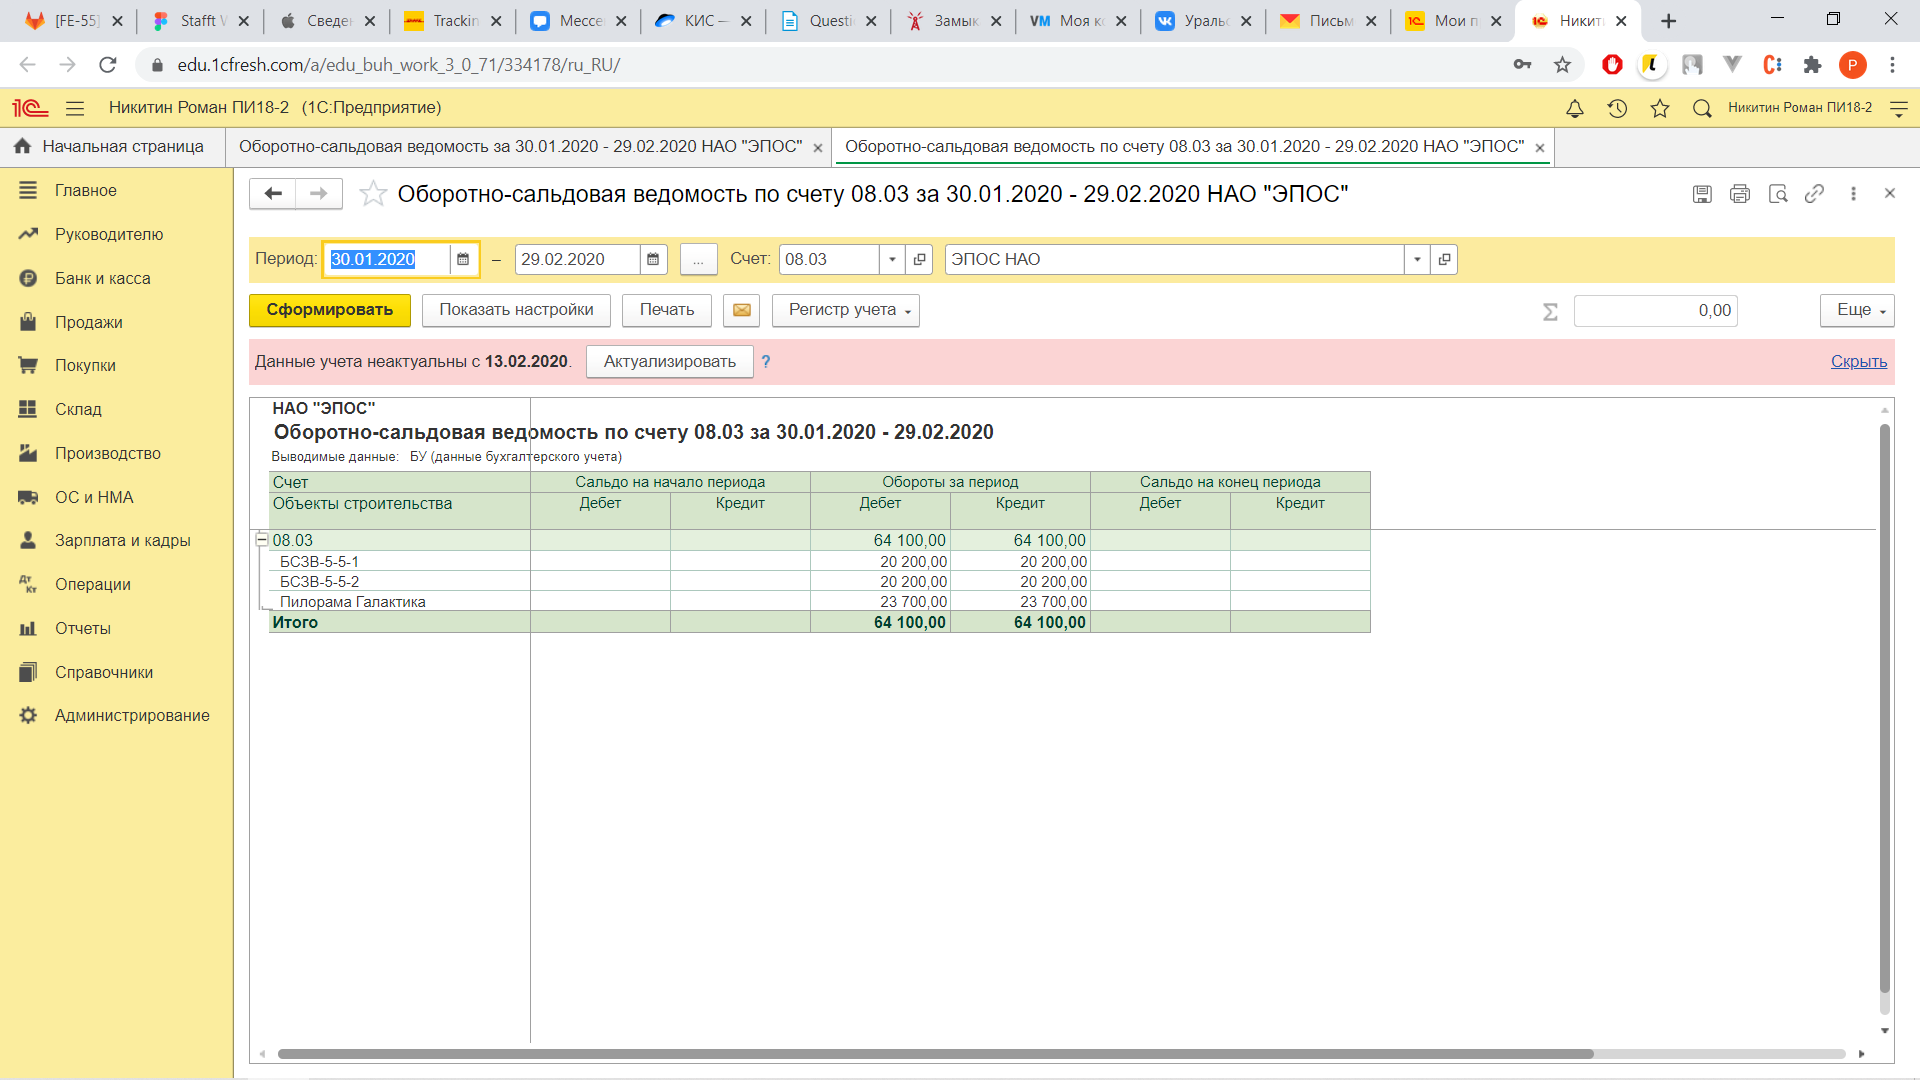 [FE-55]
Stafft W
Сведен
Trackin
Мессе
КИС —
Questi
Замык
Моя ко
Уральс
Письм
Мои п
Никит
edu.1cfresh.com/a/edu_buh_work_3_0_71/334178/ru_RU/
Никитин Роман ПИ18-2 (1С:Предприятие)
Никитин Роман ПИ18-2
Начальная страница
Оборотно-сальдовая ведомость за 30.01.2020 - 29.02.2020 НАО "ЭПОС"
Оборотно-сальдовая ведомость по счету 08.03 за 30.01.2020 - 29.02.2020 НАО "ЭПОС"
Главное
Руководителю
Банк и касса
Продажи
Покупки
Склад
Производство
ОС и НМА
Зарплата и кадры
Операции
Отчеты
Справочники
Администрирование
Оборотно-сальдовая ведомость по счету 08.03 за 30.01.2020 - 29.02.2020 НАО "ЭПОС"
Период: 30.01.2020 – 29.02.2020 ... Счет: 08.03 ЭПОС НАО
Сформировать Показать настройки Печать Регистр учета Σ 0,00 Еще
Данные учета неактуальны с 13.02.2020. Актуализировать ? Скрыть
НАО "ЭПОС"
Оборотно-сальдовая ведомость по счету 08.03 за 30.01.2020 - 29.02.2020
Выводимые данные: БУ (данные бухгалтерского учета)
Счет Сальдо на начало периода Обороты за период Сальдо на конец периода
Объекты строительства Дебет Кредит Дебет Кредит Дебет Кредит
08.03 64 100,00 64 100,00
БСЗВ-5-5-1 20 200,00 20 200,00
БСЗВ-5-5-2 20 200,00 20 200,00
Пилорама Галактика 23 700,00 23 700,00
Итого 64 100,00 64 100,00